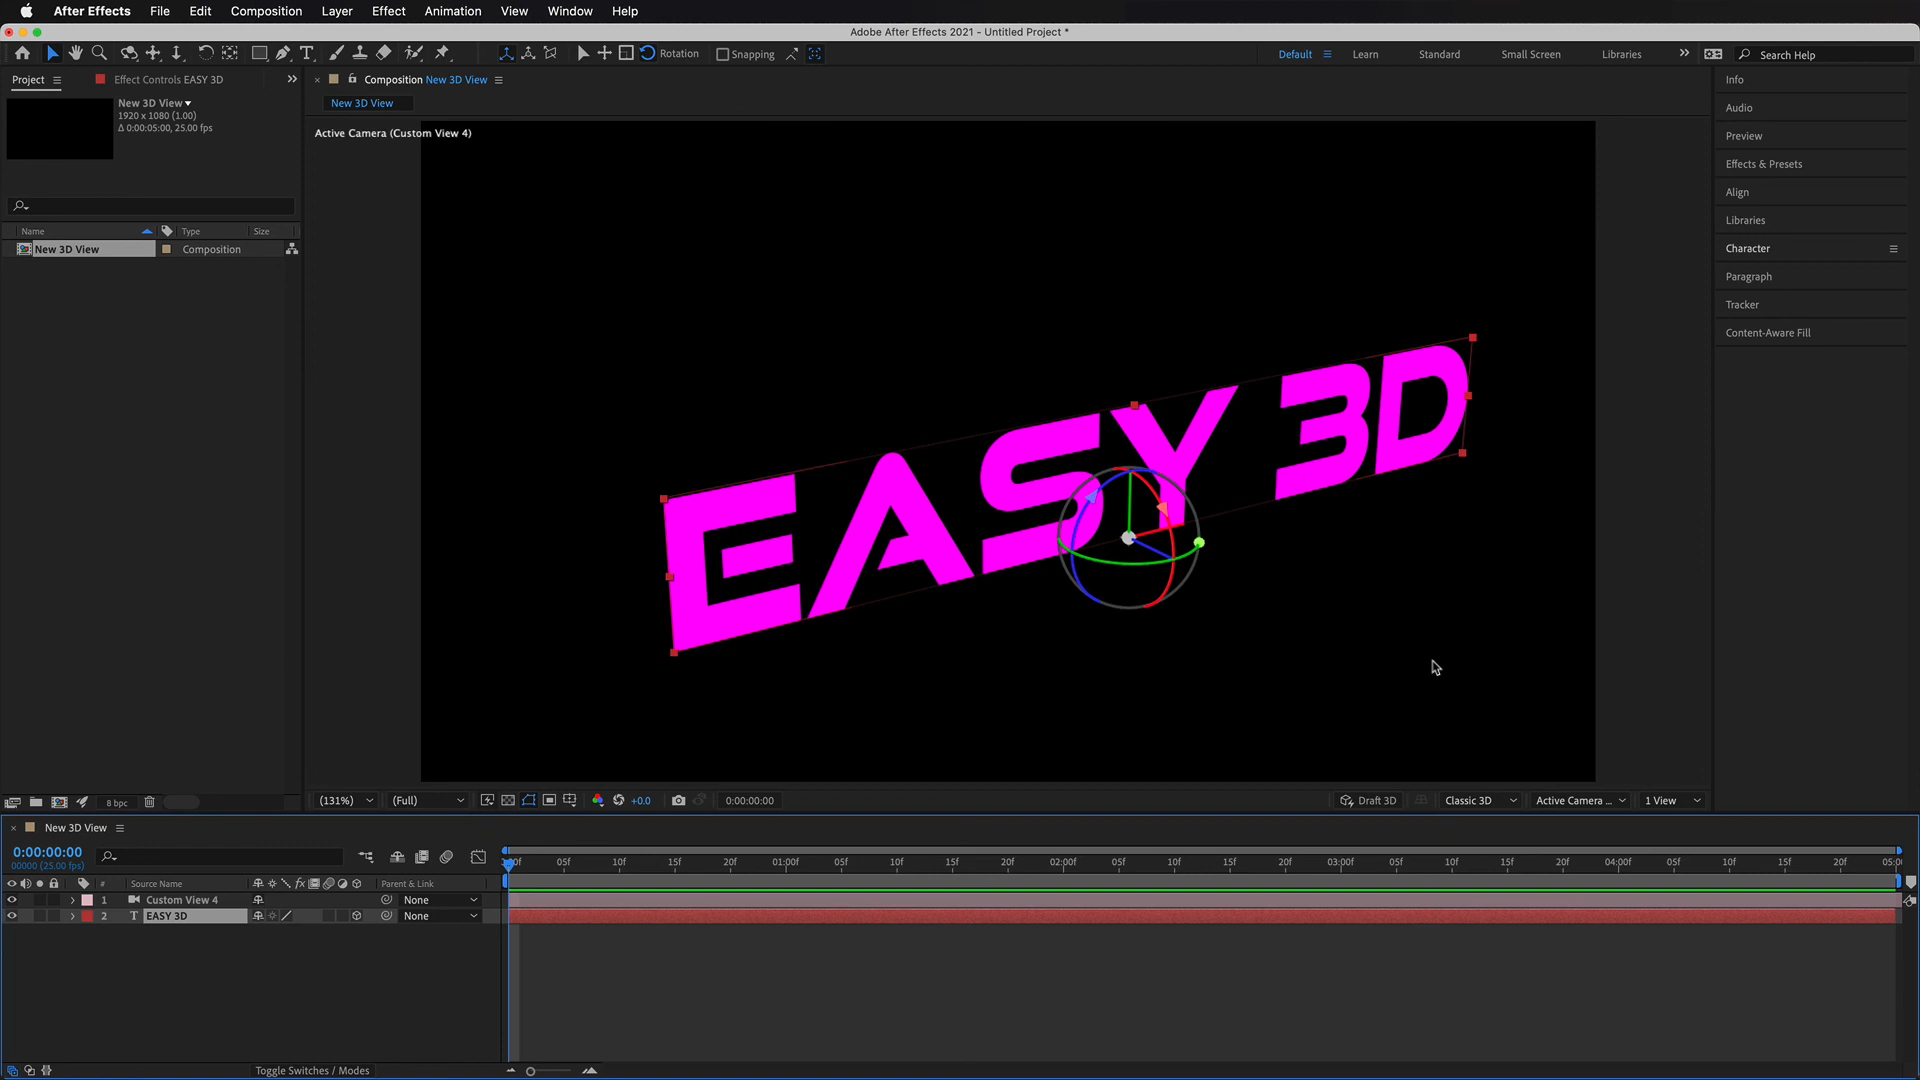 After Effects File Edit Composition Layer Effect Animation View Window Help
Adobe After Effects 2021 - Untitled Project *
Rotation Snapping Default Learn Standard Small Screen Libraries Search Help
Project Effect Controls EASY 3D
Composition New 3D View
New 3D View
1920 x 1080 (1.00)
Δ 0:00:05:00, 25.00 fps
New 3D View
Active Camera (Custom View 4)
Info
Audio
Preview
Effects & Presets
Align
Libraries
Character
Paragraph
Tracker
Content-Aware Fill
Name Type Size
New 3D View Composition
EASY 3D
8 bpc
(131%) (Full) +0.0 0:00:00:00 Draft 3D Classic 3D Active Camera ... 1 View
New 3D View
0:00:00:00
00000 (25.00 fps)
:00f 05f 10f 15f 20f 01:00f 05f 10f 15f 20f 02:00f 05f 10f 15f 20f 03:00f 05f 10f 15f 20f 04:00f 05f 10f 15f 20f 05:00
# Source Name Parent & Link
1 Custom View 4 None
2 T EASY 3D None
Toggle Switches / Modes